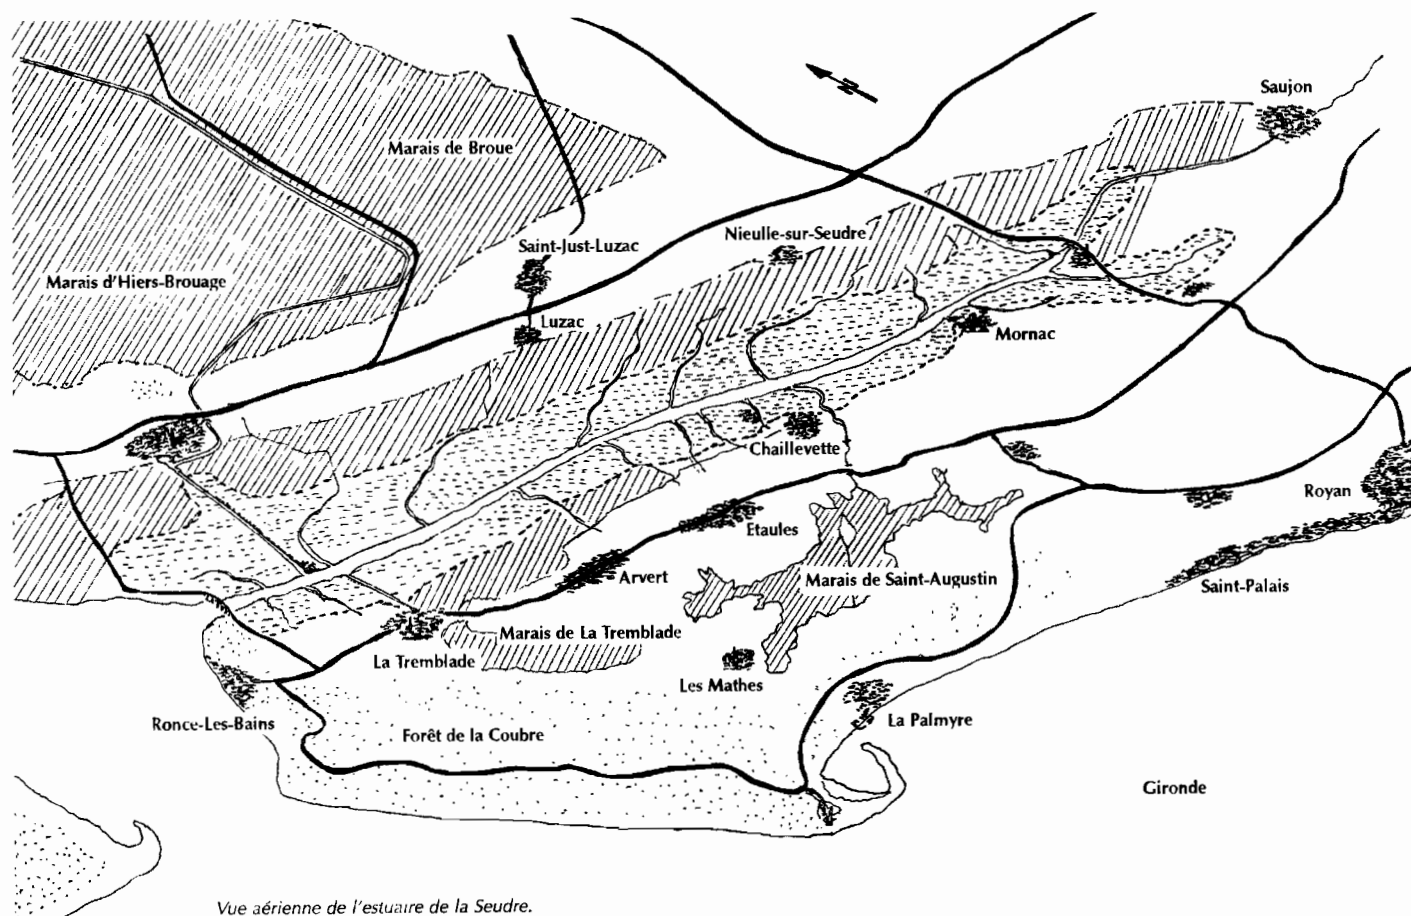 Saujon
Marais de Broue
Nieulle-sur-Seudre
Saint-Just-Luzac
Marais d'Hiers-Brouage
Luzac
Mornac
Chaillevette
Royan
Etaules
Arvert
Marais de Saint-Augustin
Saint-Palais
Marais de La Tremblade
La Tremblade
Les Mathes
Ronce-Les-Bains
La Palmyre
Forêt de la Coubre
Gironde
N
Vue aérienne de l'estuaire de la Seudre.